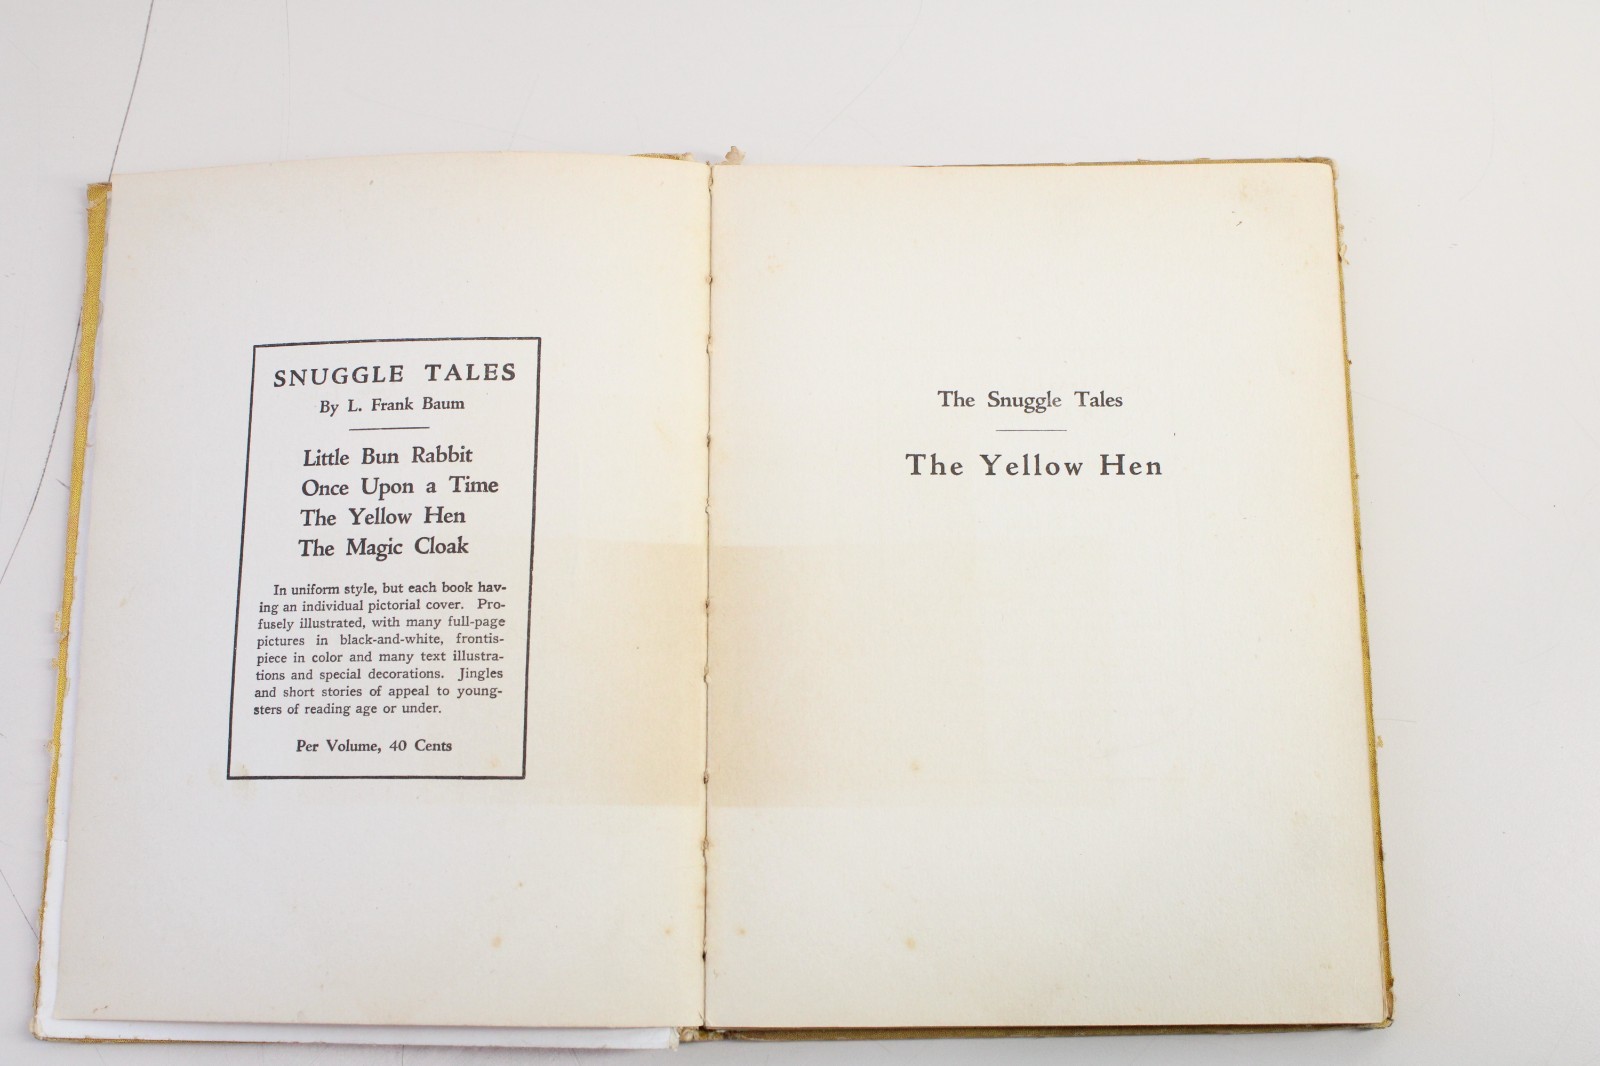 SNUGGLE TALES
By L. Frank Baum
Little Bun Rabbit
Once Upon a Time
The Yellow Hen
The Magic Cloak
In uniform style, but each book hav-
ing an individual pictorial cover. Pro-
fusely illustrated, with many full-page
pictures in black-and-white, frontis-
piece in color and many text illustra-
tions and special decorations. Jingles
and short stories of appeal to young-
sters of reading age or under.
Per Volume, 40 Cents
The Snuggle Tales
The Yellow Hen